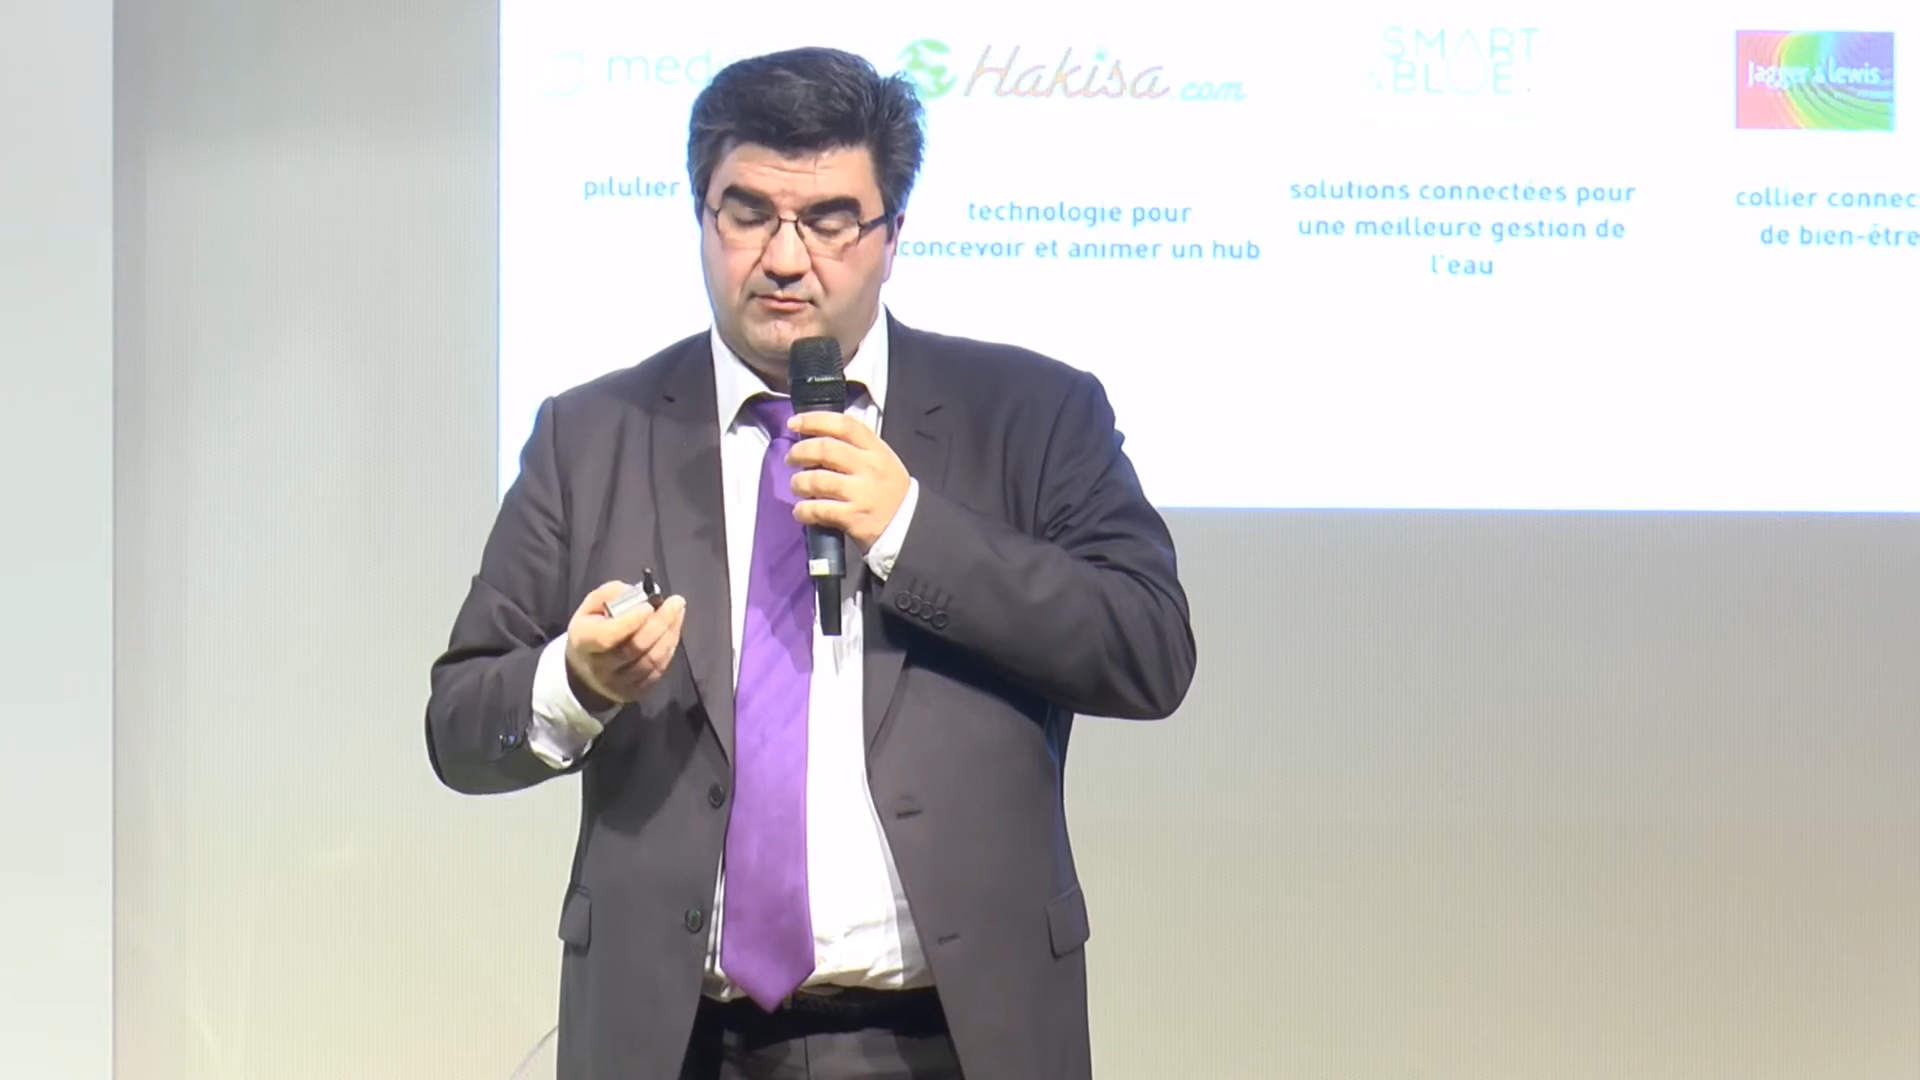 Hakisa.com
SMART
&BLUE.
Jagger & lewis
pilulier
technologie pour
concevoir et animer un hub
solutions connectées pour
une meilleure gestion de
l'eau
collier
de bien-être